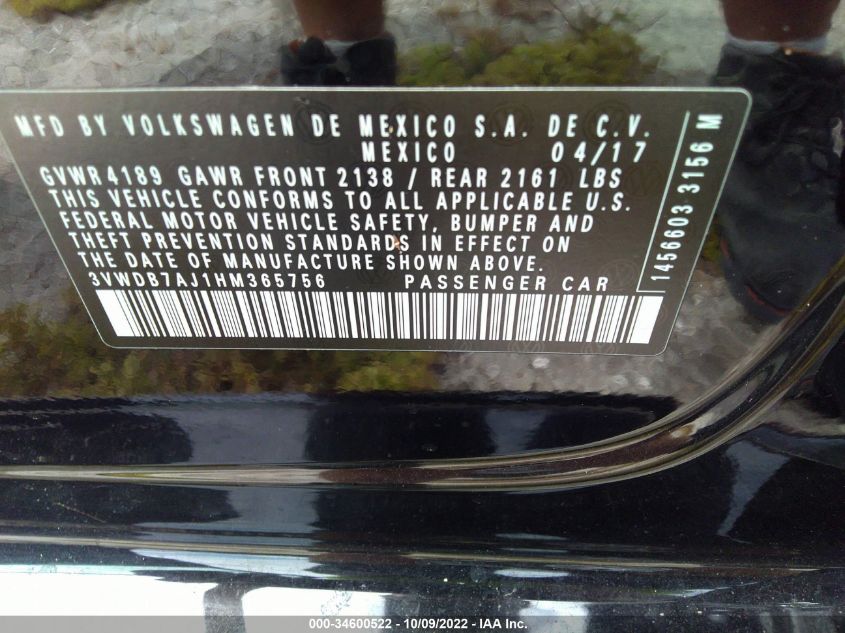 MFD BY VOLKSWAGEN DE MEXICO S.A. DE C.V.
MEXICO 04/17
GVWR 4189 GAWR FRONT 2138 / REAR 2161 LBS
THIS VEHICLE CONFORMS TO ALL APPLICABLE U.S.
FEDERAL MOTOR VEHICLE SAFETY, BUMPER AND
THEFT PREVENTION STANDARDS IN EFFECT ON
THE DATE OF MANUFACTURE SHOWN ABOVE.
3VWDB7AJ1HM365756 PASSENGER CAR
1456603 3156 M
000-34600522 - 10/09/2022 - IAA Inc.